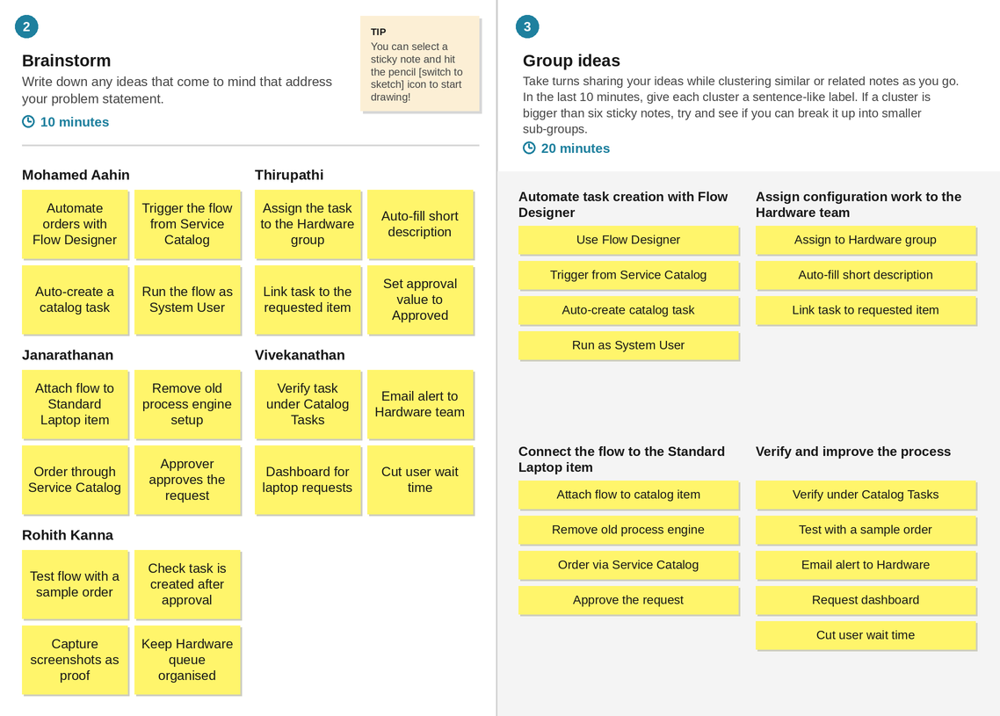 2
Brainstorm
Write down any ideas that come to mind that address
your problem statement.
10 minutes
TIP
You can select a
sticky note and hit
the pencil [switch to
sketch] icon to start
drawing!
Mohamed Aahin
Automate
orders with
Flow Designer
Trigger the flow
from Service
Catalog
Auto-create a
catalog task
Run the flow as
System User
Thirupathi
Assign the task
to the Hardware
group
Auto-fill short
description
Link task to the
requested item
Set approval
value to
Approved
Janarathanan
Attach flow to
Standard
Laptop item
Remove old
process engine
setup
Order through
Service Catalog
Approver
approves the
request
Vivekanathan
Verify task
under Catalog
Tasks
Email alert to
Hardware team
Dashboard for
laptop requests
Cut user wait
time
Rohith Kanna
Test flow with a
sample order
Check task is
created after
approval
Capture
screenshots as
proof
Keep Hardware
queue
organised
3
Group ideas
Take turns sharing your ideas while clustering similar or related notes as you go.
In the last 10 minutes, give each cluster a sentence-like label. If a cluster is
bigger than six sticky notes, try and see if you can break it up into smaller
sub-groups.
20 minutes
Automate task creation with Flow
Designer
Use Flow Designer
Trigger from Service Catalog
Auto-create catalog task
Run as System User
Assign configuration work to the
Hardware team
Assign to Hardware group
Auto-fill short description
Link task to requested item
Connect the flow to the Standard
Laptop item
Attach flow to catalog item
Remove old process engine
Order via Service Catalog
Approve the request
Verify and improve the process
Verify under Catalog Tasks
Test with a sample order
Email alert to Hardware
Request dashboard
Cut user wait time